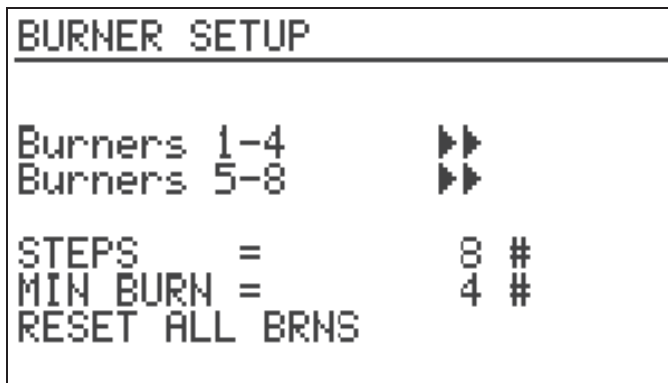 BURNER SETUP
Burners 1-4 ▶▶
Burners 5-8 ▶▶
STEPS = 8 #
MIN BURN = 4 #
RESET ALL BRNS